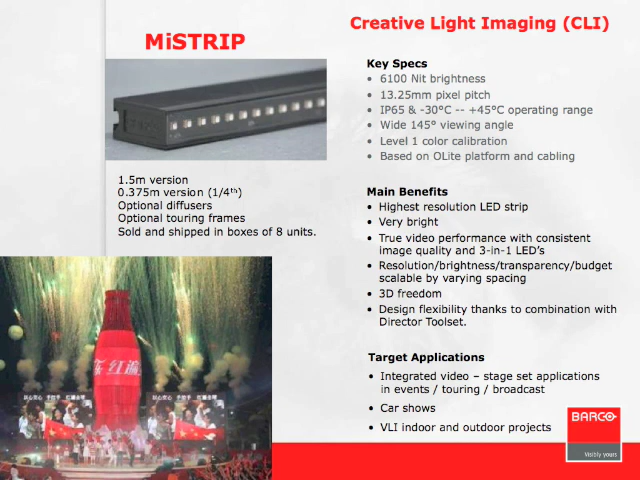 Creative Light Imaging (CLI)
MiSTRIP
1.5m version
0.375m version (1/4th)
Optional diffusers
Optional touring frames
Sold and shipped in boxes of 8 units.
Key Specs
• 6100 Nit brightness
• 13.25mm pixel pitch
• IP65 & -30°C -- +45°C operating range
• Wide 145° viewing angle
• Level 1 color calibration
• Based on OLite platform and cabling
Main Benefits
• Highest resolution LED strip
• Very bright
• True video performance with consistent
image quality and 3-in-1 LED’s
• Resolution/brightness/transparency/budget
scalable by varying spacing
• 3D freedom
• Design flexibility thanks to combination with
Director Toolset.
Target Applications
• Integrated video – stage set applications
in events / touring / broadcast
• Car shows
• VLI indoor and outdoor projects
红遍
BARCO
Visibly yours